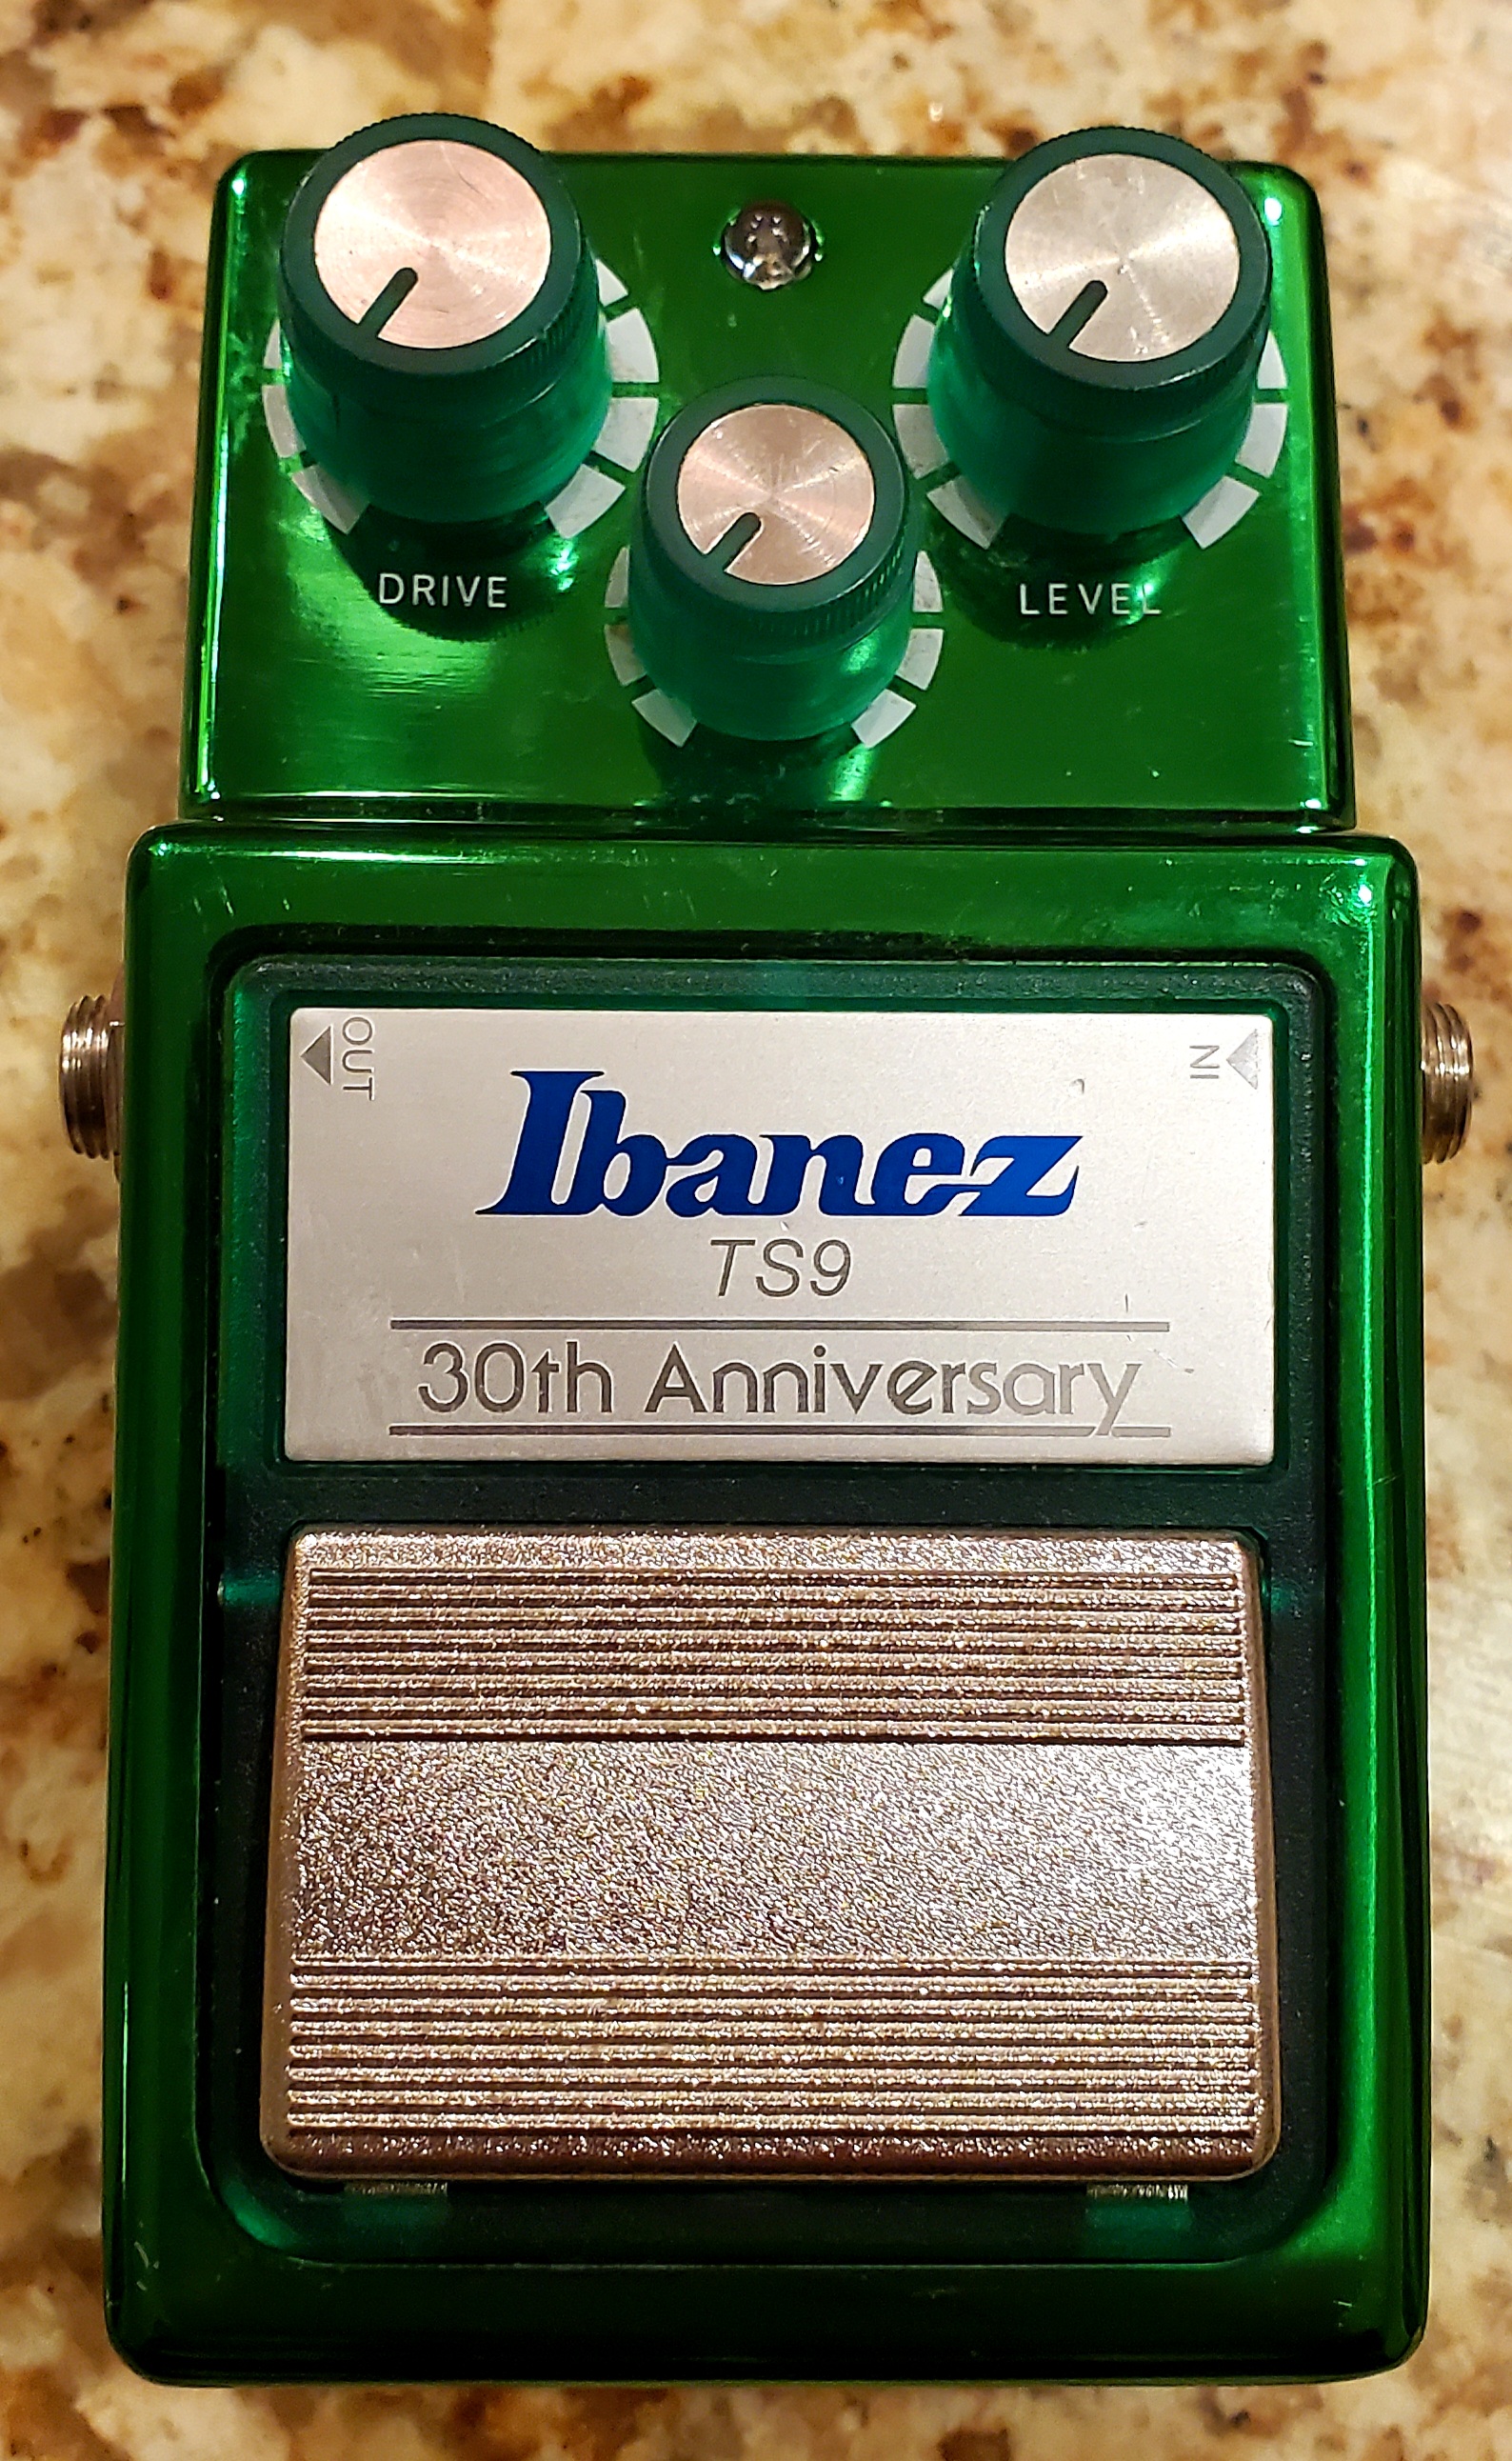 DRIVE
LEVEL
OUT
IN
Ibanez
TS9
30th Anniversary